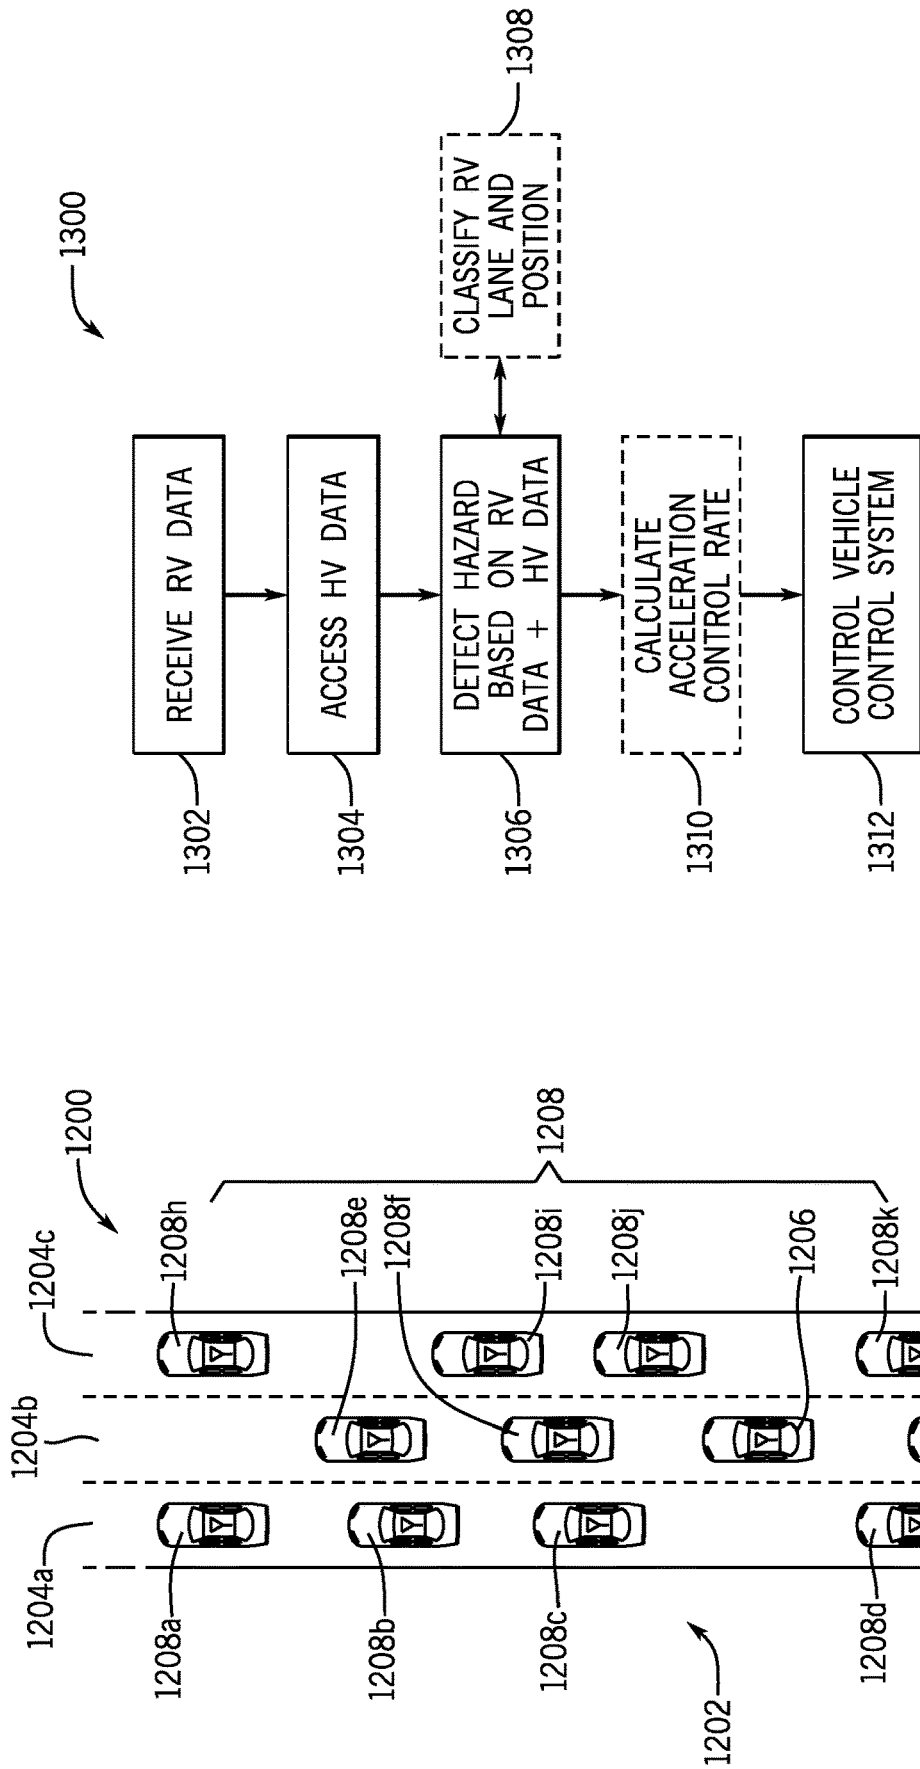 1200
1204a
1204b
1204c
1208a
1208h
1208e
1208b
1208f
1208
1208i
1208c
1208j
1206
1202
1208d
1208k
1300
RECEIVE RV DATA
1302
ACCESS HV DATA
1304
DETECT HAZARD
BASED ON RV
DATA + HV DATA
1306
CLASSIFY RV
LANE AND
POSITION
1308
CALCULATE
ACCELERATION
CONTROL RATE
1310
CONTROL VEHICLE
CONTROL SYSTEM
1312